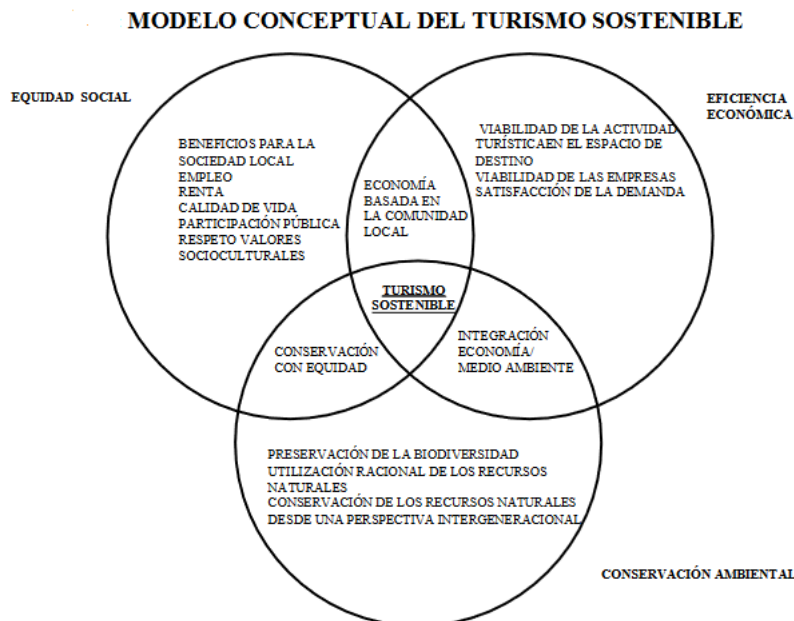 MODELO CONCEPTUAL DEL TURISMO SOSTENIBLE
EQUIDAD SOCIAL
EFICIENCIA
ECONÓMICA
BENEFICIOS PARA LA
SOCIEDAD LOCAL
EMPLEO
RENTA
CALIDAD DE VIDA
PARTICIPACIÓN PÚBLICA
RESPETO VALORES
SOCIOCULTURALES
ECONOMÍA
BASADA EN
LA COMUNIDAD
LOCAL
VIABILIDAD DE LA ACTIVIDAD
TURÍSTICAEN EL ESPACIO DE
DESTINO
VIABILIDAD DE LAS EMPRESAS
SATISFACCIÓN DE LA DEMANDA
TURISMO
SOSTENIBLE
CONSERVACIÓN
CON EQUIDAD
INTEGRACIÓN
ECONOMÍA/
MEDIO AMBIENTE
PRESERVACIÓN DE LA BIODIVERSIDAD
UTILIZACIÓN RACIONAL DE LOS RECURSOS
NATURALES
CONSERVACIÓN DE LOS RECURSOS NATURALES
DESDE UNA PERSPECTIVA INTERGENERACIONAL
CONSERVACIÓN AMBIENTAL